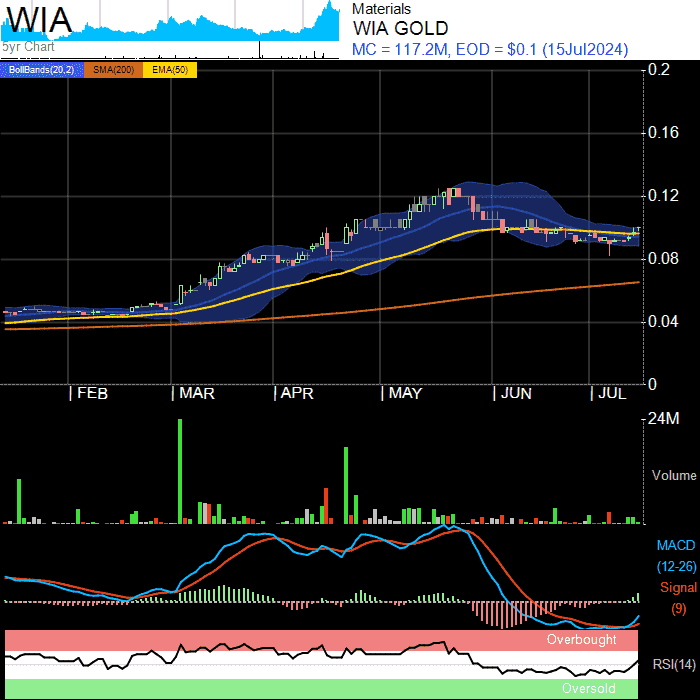 WIA
5yr Chart
Materials
WIA GOLD
MC = 117.2M, EOD = $0.1 (15Jul2024)
BollBands(20,2) SMA(200) EMA(50)
0.2
0.16
0.12
0.08
0.04
0
| FEB | MAR | APR | MAY | JUN | JUL
24M
Volume
MACD
(12-26)
Signal
(9)
Overbought
RSI(14)
Oversold